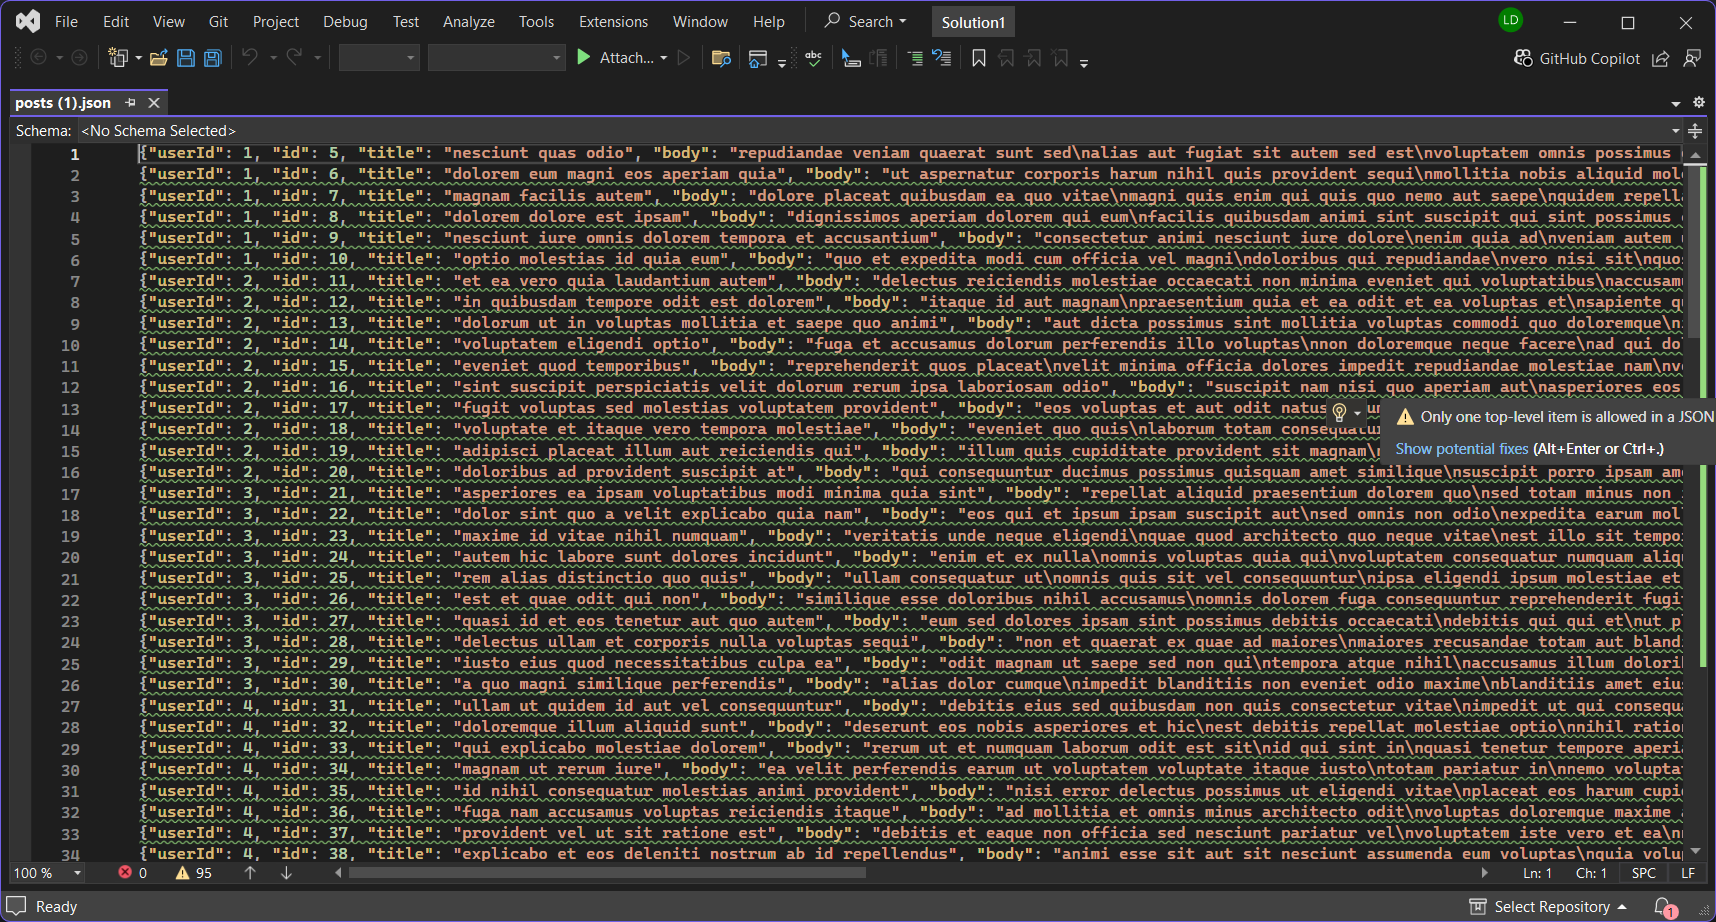 File Edit View Git Project Debug Test Analyze Tools Extensions Window Help Search Solution1 LD
Attach... abc GitHub Copilot
posts (1).json
Schema: <No Schema Selected>
1 {"userId": 1, "id": 5, "title": "nesciunt quas odio", "body": "repudiandae veniam quaerat sunt sed\nalias aut fugiat sit autem sed est\nvoluptatem omnis possimus
2 {"userId": 1, "id": 6, "title": "dolorem eum magni eos aperiam quia", "body": "ut aspernatur corporis harum nihil quis provident sequi\nmollitia nobis aliquid mol
3 {"userId": 1, "id": 7, "title": "magnam facilis autem", "body": "dolore placeat quibusdam ea quo vitae\nmagni quis enim qui quis quo nemo aut saepe\nquidem repell
4 {"userId": 1, "id": 8, "title": "dolorem dolore est ipsam", "body": "dignissimos aperiam dolorem qui eum\nfacilis quibusdam animi sint suscipit qui sint possimus
5 {"userId": 1, "id": 9, "title": "nesciunt iure omnis dolorem tempora et accusantium", "body": "consectetur animi nesciunt iure dolore\nenim quia ad\nveniam autem
6 {"userId": 1, "id": 10, "title": "optio molestias id quia eum", "body": "quo et expedita modi cum officia vel magni\ndoloribus qui repudiandae\nvero nisi sit\nquos
7 {"userId": 2, "id": 11, "title": "et ea vero quia laudantium autem", "body": "delectus reiciendis molestiae occaecati non minima eveniet qui voluptatibus\naccusamu
8 {"userId": 2, "id": 12, "title": "in quibusdam tempore odit est dolorem", "body": "itaque id aut magnam\npraesentium quia et ea odit et ea voluptas et\nsapiente q
9 {"userId": 2, "id": 13, "title": "dolorum ut in voluptas mollitia et saepe quo animi", "body": "aut dicta possimus sint mollitia voluptas commodi quo doloremque\n
10 {"userId": 2, "id": 14, "title": "voluptatem eligendi optio", "body": "fuga et accusamus dolorum perferendis illo voluptas\nnon doloremque neque facere\nad qui do
11 {"userId": 2, "id": 15, "title": "eveniet quod temporibus", "body": "reprehenderit quos placeat\nvelit minima officia dolores impedit repudiandae molestiae nam\nv
12 {"userId": 2, "id": 16, "title": "sint suscipit perspiciatis velit dolorum rerum ipsa laboriosam odio", "body": "suscipit nam nisi quo aperiam aut\nasperiores eos
13 {"userId": 2, "id": 17, "title": "fugit voluptas sed molestias voluptatem provident", "body": "eos voluptas et aut odit natus
Only one top-level item is allowed in a JSON
14 {"userId": 2, "id": 18, "title": "voluptate et itaque vero tempora molestiae", "body": "eveniet quo quis\nlaborum totam consequatu
15 {"userId": 2, "id": 19, "title": "adipisci placeat illum aut reiciendis qui", "body": "illum quis cupiditate provident sit magnam\
Show potential fixes (Alt+Enter or Ctrl+.)
16 {"userId": 2, "id": 20, "title": "doloribus ad provident suscipit at", "body": "qui consequuntur ducimus possimus quisquam amet similique\nsuscipit porro ipsam am
17 {"userId": 3, "id": 21, "title": "asperiores ea ipsam voluptatibus modi minima quia sint", "body": "repellat aliquid praesentium dolorem quo\nsed totam minus non
18 {"userId": 3, "id": 22, "title": "dolor sint quo a velit explicabo quia nam", "body": "eos qui et ipsum ipsam suscipit aut\nsed omnis non odio\nexpedita earum mol
19 {"userId": 3, "id": 23, "title": "maxime id vitae nihil numquam", "body": "veritatis unde neque eligendi\nquae quod architecto quo neque vitae\nest illo sit tempo
20 {"userId": 3, "id": 24, "title": "autem hic labore sunt dolores incidunt", "body": "enim et ex nulla\nomnis voluptas quia qui\nvoluptatem consequatur numquam aliq
21 {"userId": 3, "id": 25, "title": "rem alias distinctio quo quis", "body": "ullam consequatur ut\nomnis quis sit vel consequuntur\nipsa eligendi ipsum molestiae et
22 {"userId": 3, "id": 26, "title": "est et quae odit qui non", "body": "similique esse doloribus nihil accusamus\nomnis dolorem fuga consequuntur reprehenderit fugi
23 {"userId": 3, "id": 27, "title": "quasi id et eos tenetur aut quo autem", "body": "eum sed dolores ipsam sint possimus debitis occaecati\ndebitis qui qui et\nut p
24 {"userId": 3, "id": 28, "title": "delectus ullam et corporis nulla voluptas sequi", "body": "non et quaerat ex quae ad maiores\nmaiores recusandae totam aut bland
25 {"userId": 3, "id": 29, "title": "iusto eius quod necessitatibus culpa ea", "body": "odit magnam ut saepe sed non qui\ntempora atque nihil\naccusamus illum dolori
26 {"userId": 3, "id": 30, "title": "a quo magni similique perferendis", "body": "alias dolor cumque\nimpedit blanditiis non eveniet odio maxime\nblanditiis amet eius
27 {"userId": 4, "id": 31, "title": "ullam ut quidem id aut vel consequuntur", "body": "debitis eius sed quibusdam non quis consectetur vitae\nimpedit ut qui consequ
28 {"userId": 4, "id": 32, "title": "doloremque illum aliquid sunt", "body": "deserunt eos nobis asperiores et hic\nest debitis repellat molestiae optio\nnihil ratio
29 {"userId": 4, "id": 33, "title": "qui explicabo molestiae dolorem", "body": "rerum ut et numquam laborum odit est sit\nid qui sint in\nquasi tenetur tempore aperi
30 {"userId": 4, "id": 34, "title": "magnam ut rerum iure", "body": "ea velit perferendis earum ut voluptatem voluptate itaque iusto\ntotam pariatur in\nnemo volupta
31 {"userId": 4, "id": 35, "title": "id nihil consequatur molestias animi provident", "body": "nisi error delectus possimus ut eligendi vitae\nplaceat eos harum cupi
32 {"userId": 4, "id": 36, "title": "fuga nam accusamus voluptas reiciendis itaque", "body": "ad mollitia et omnis minus architecto odit\nvoluptas doloremque maxime
33 {"userId": 4, "id": 37, "title": "provident vel ut sit ratione est", "body": "debitis et eaque non officia sed nesciunt pariatur vel\nvoluptatem iste vero et ea\n
34 {"userId": 4, "id": 38, "title": "explicabo et eos deleniti nostrum ab id repellendus", "body": "animi esse sit aut sit nesciunt assumenda eum voluptas\nquia volu
100 % 0 95 Ln: 1 Ch: 1 SPC LF
Ready Select Repository 1